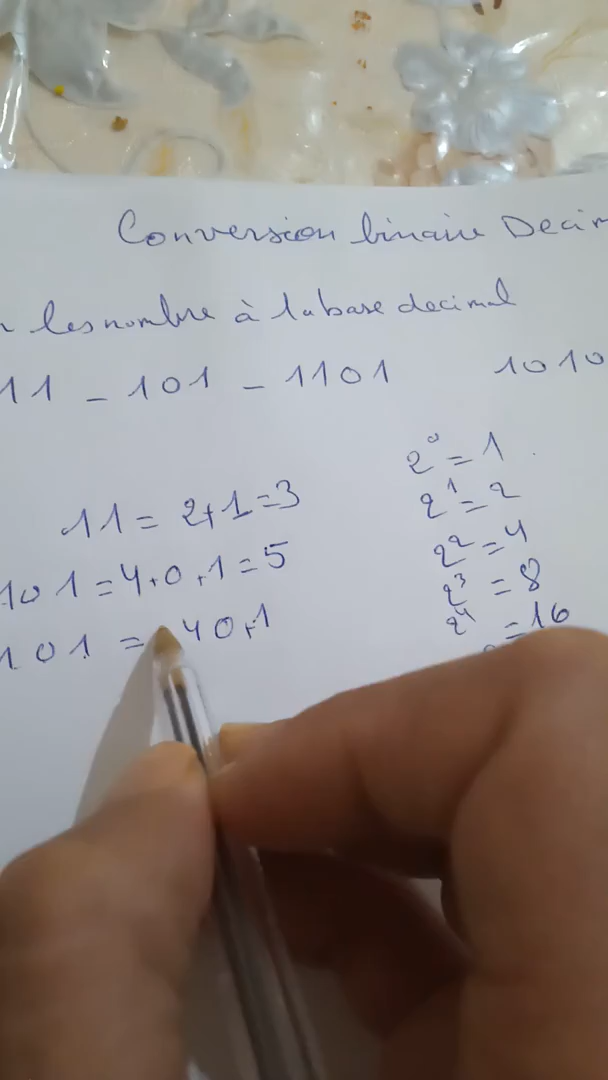 Conversion binaire Decim
les nombre à la base decimal
11 - 101 - 1101 1010
2⁰ = 1
11 = 2+1=3
2¹ = 2
101 = 4+0+1=5
2² = 4
2³ = 8
101 = 40+1
2⁴ = 16